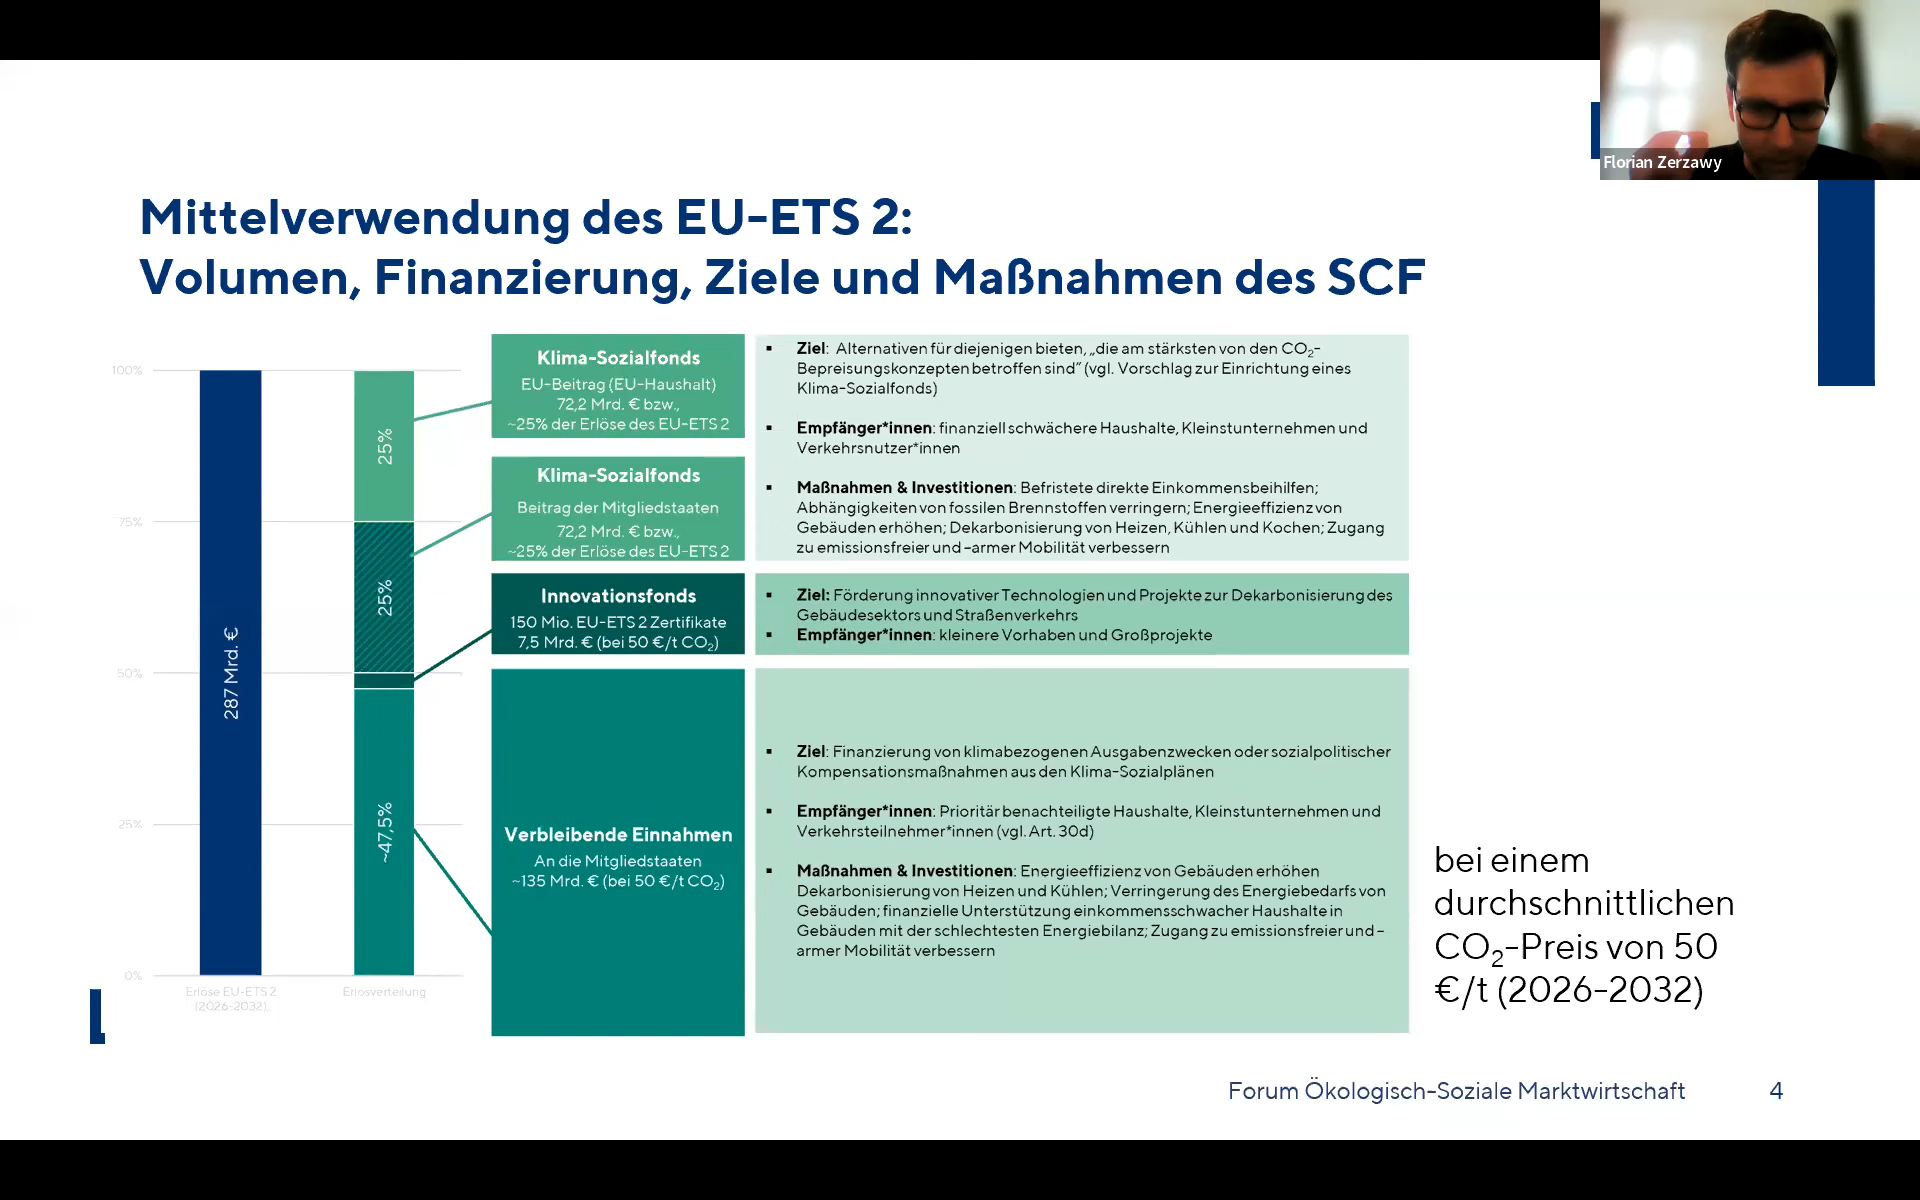 Florian Zerzawy
Mittelverwendung des EU-ETS 2:
Volumen, Finanzierung, Ziele und Maßnahmen des SCF
100%
75%
50%
25%
0%
287 Mrd. €
25%
25%
~47,5%
Erlöse EU-ETS 2
(2026-2032),
Erlösverteilung
Klima-Sozialfonds
EU-Beitrag (EU-Haushalt)
72,2 Mrd. € bzw.,
~25% der Erlöse des EU-ETS 2
▪ Ziel: Alternativen für diejenigen bieten, „die am stärksten von den CO₂-
Bepreisungskonzepten betroffen sind“ (vgl. Vorschlag zur Einrichtung eines
Klima-Sozialfonds)
▪ Empfänger*innen: finanziell schwächere Haushalte, Kleinstunternehmen und
Verkehrsnutzer*innen
▪ Maßnahmen & Investitionen: Befristete direkte Einkommensbeihilfen;
Abhängigkeiten von fossilen Brennstoffen verringern; Energieeffizienz von
Gebäuden erhöhen; Dekarbonisierung von Heizen, Kühlen und Kochen; Zugang
zu emissionsfreier und -armer Mobilität verbessern
Klima-Sozialfonds
Beitrag der Mitgliedstaaten
72,2 Mrd. € bzw.,
~25% der Erlöse des EU-ETS 2
Innovationsfonds
150 Mio. EU-ETS 2 Zertifikate
7,5 Mrd. € (bei 50 €/t CO₂)
▪ Ziel: Förderung innovativer Technologien und Projekte zur Dekarbonisierung des
Gebäudesektors und Straßenverkehrs
▪ Empfänger*innen: kleinere Vorhaben und Großprojekte
Verbleibende Einnahmen
An die Mitgliedstaaten
~135 Mrd. € (bei 50 €/t CO₂)
▪ Ziel: Finanzierung von klimabezogenen Ausgabenzwecken oder sozialpolitischer
Kompensationsmaßnahmen aus den Klima-Sozialplänen
▪ Empfänger*innen: Prioritär benachteiligte Haushalte, Kleinstunternehmen und
Verkehrsteilnehmer*innen (vgl. Art. 30d)
▪ Maßnahmen & Investitionen: Energieeffizienz von Gebäuden erhöhen
Dekarbonisierung von Heizen und Kühlen; Verringerung des Energiebedarfs von
Gebäuden; finanzielle Unterstützung einkommensschwacher Haushalte in
Gebäuden mit der schlechtesten Energiebilanz; Zugang zu emissionsfreier und -
armer Mobilität verbessern
bei einem
durchschnittlichen
CO₂-Preis von 50
€/t (2026-2032)
Forum Ökologisch-Soziale Marktwirtschaft
4